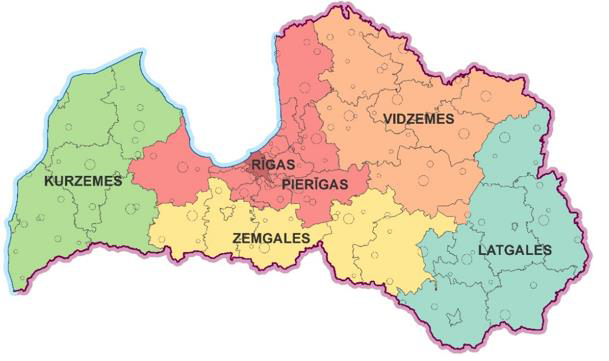 VIDZEMES
RĪGAS
KURZEMES
PIERĪGAS
ZEMGALES
LATGALES